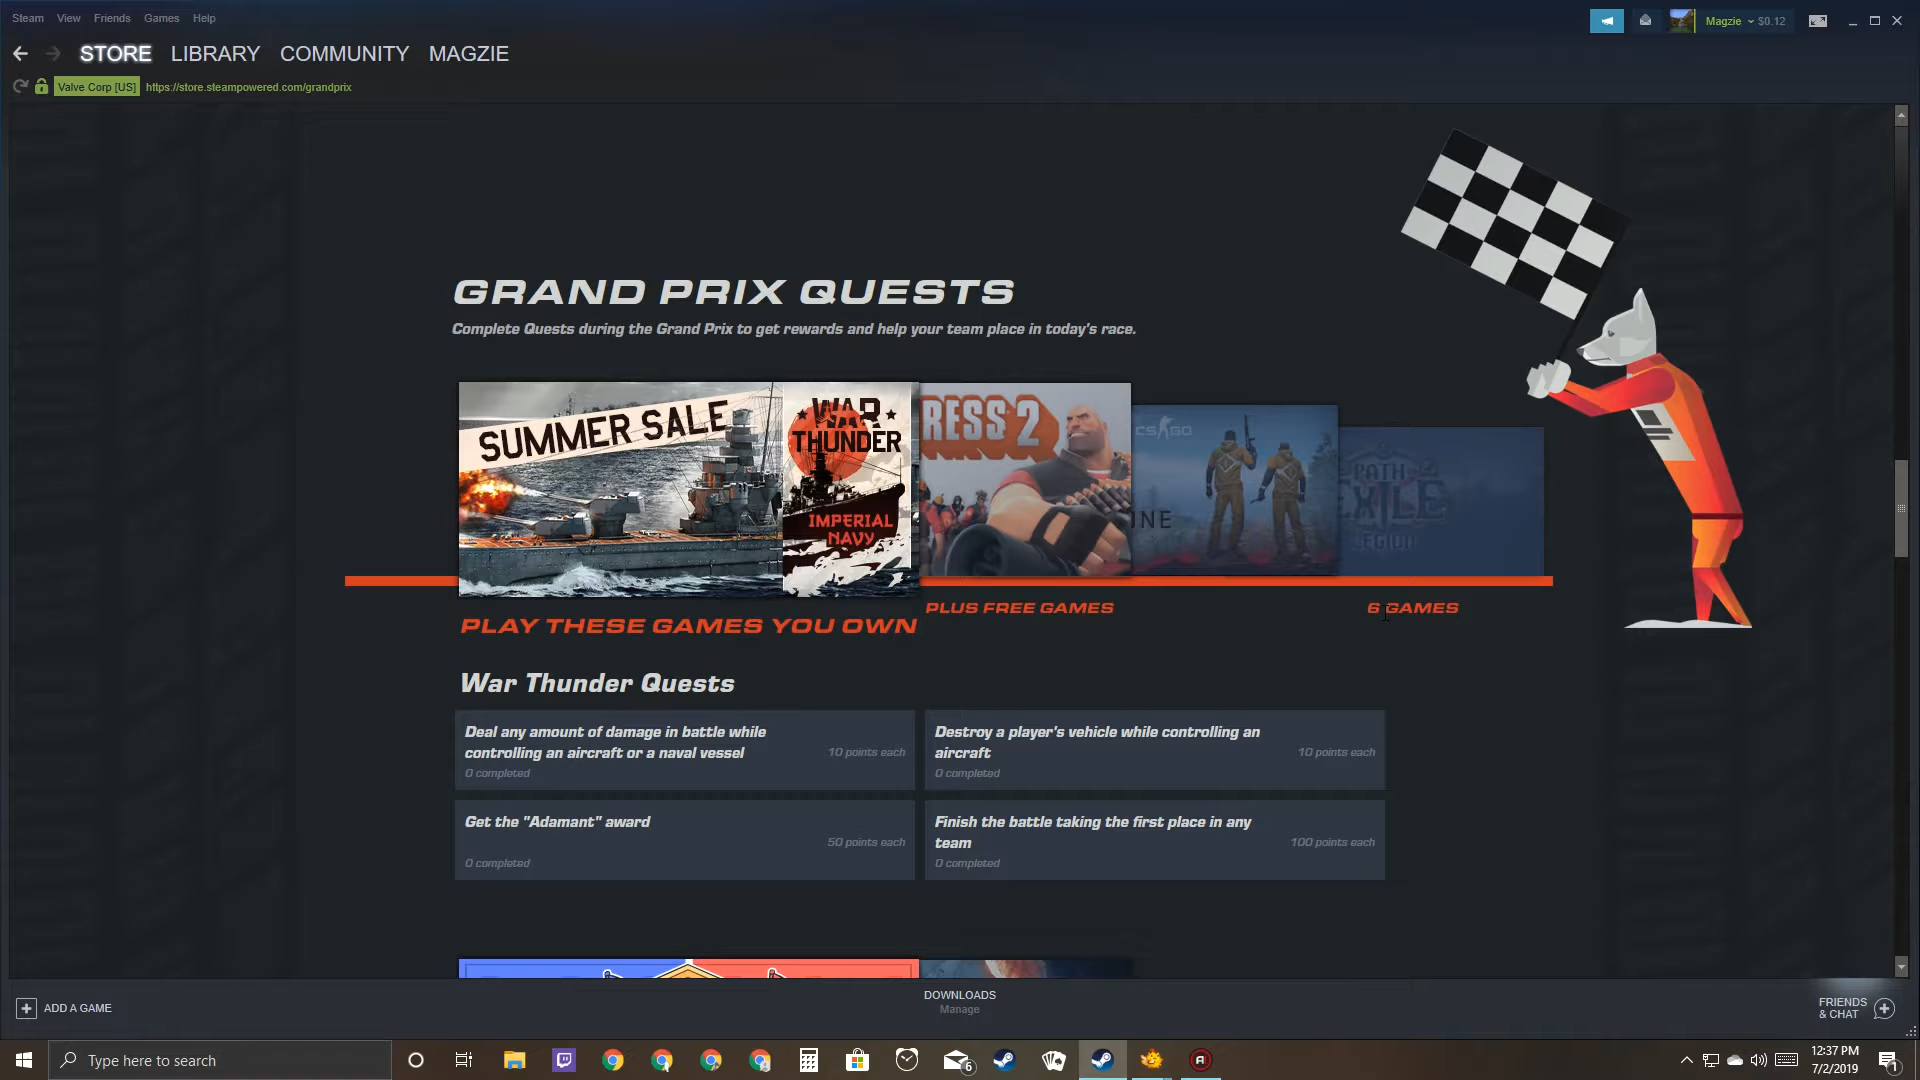 Steam View Friends Games Help
Magzie $0.12
STORE LIBRARY COMMUNITY MAGZIE
Valve Corp [US] https://store.steampowered.com/grandprix
GRAND PRIX QUESTS
Complete Quests during the Grand Prix to get rewards and help your team place in today's race.
SUMMER SALE
WAR
THUNDER
IMPERIAL
NAVY
RESS 2
CS GO
INE
PATH
EXILE
LEGION
PLUS FREE GAMES
6 GAMES
PLAY THESE GAMES YOU OWN
War Thunder Quests
Deal any amount of damage in battle while
controlling an aircraft or a naval vessel
10 points each
0 completed
Destroy a player's vehicle while controlling an
aircraft
10 points each
0 completed
Get the "Adamant" award
50 points each
0 completed
Finish the battle taking the first place in any
team
100 points each
0 completed
ADD A GAME
DOWNLOADS
Manage
FRIENDS
& CHAT
Type here to search
6
12:37 PM
7/2/2019
1